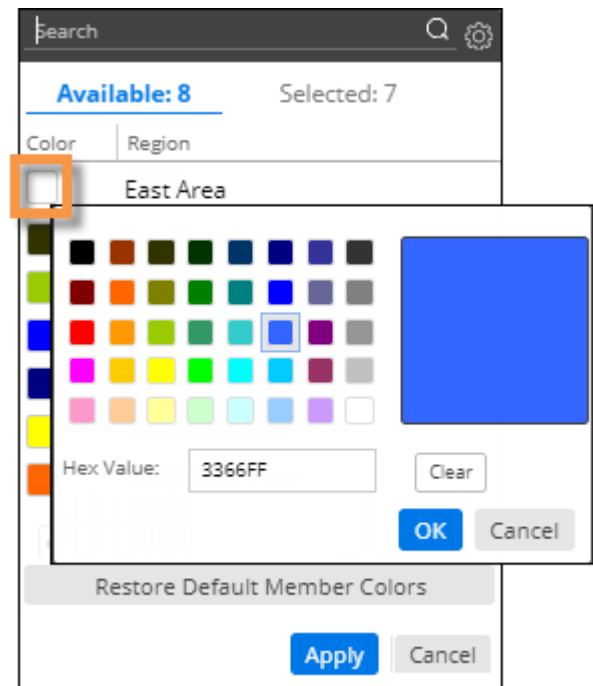 Search
Available: 8 Selected: 7
Color Region
East Area
Hex Value: 3366FF Clear
OK Cancel
Restore Default Member Colors
Apply Cancel